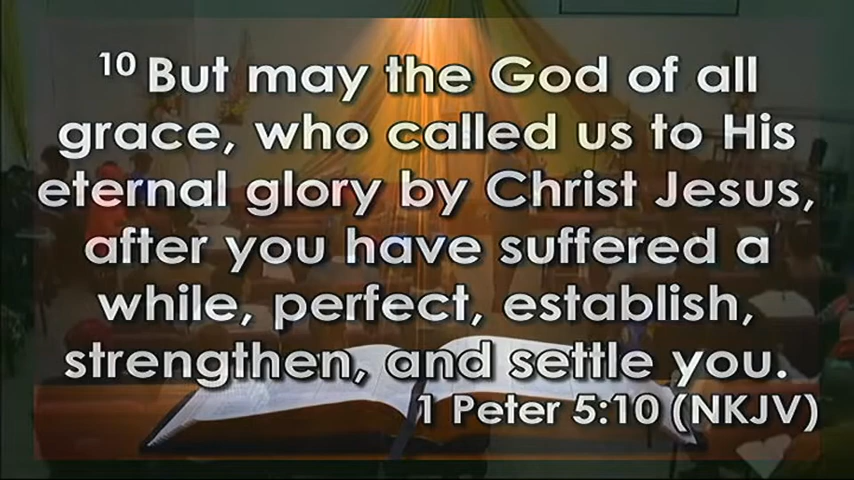 10 But may the God of all
grace, who called us to His
eternal glory by Christ Jesus,
after you have suffered a
while, perfect, establish,
strengthen, and settle you.
1 Peter 5:10 (NKJV)